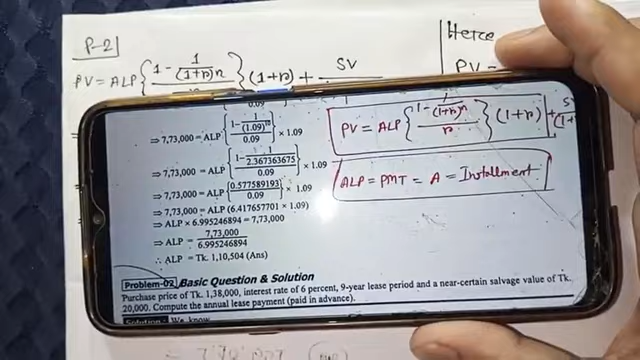 P-2
PV = ALP { 1 - 1/(1+r)n } (1+r) + SV
Here
PV =
0.09
⇒ 7,73,000 = ALP { 1 - 1/(1.09)^10 / 0.09 } × 1.09
⇒ 7,73,000 = ALP { 1 - 1/2.367363675 / 0.09 } × 1.09
⇒ 7,73,000 = ALP { 0.577589193 / 0.09 } × 1.09
⇒ 7,73,000 = ALP (6.417657701 × 1.09)
⇒ ALP × 6.995246894 = 7,73,000
⇒ ALP = 7,73,000 / 6.995246894
∴ ALP = Tk. 1,10,504 (Ans)
PV = ALP { 1 - 1/(1+r)n / r } (1+r) +
ALP = PMT = A = Installment
Problem-02 Basic Question & Solution
Purchase price of Tk. 1,38,000, interest rate of 6 percent, 9-year lease period and a near-certain salvage value of Tk.
20,000. Compute the annual lease payment (paid in advance).
Solution: We know